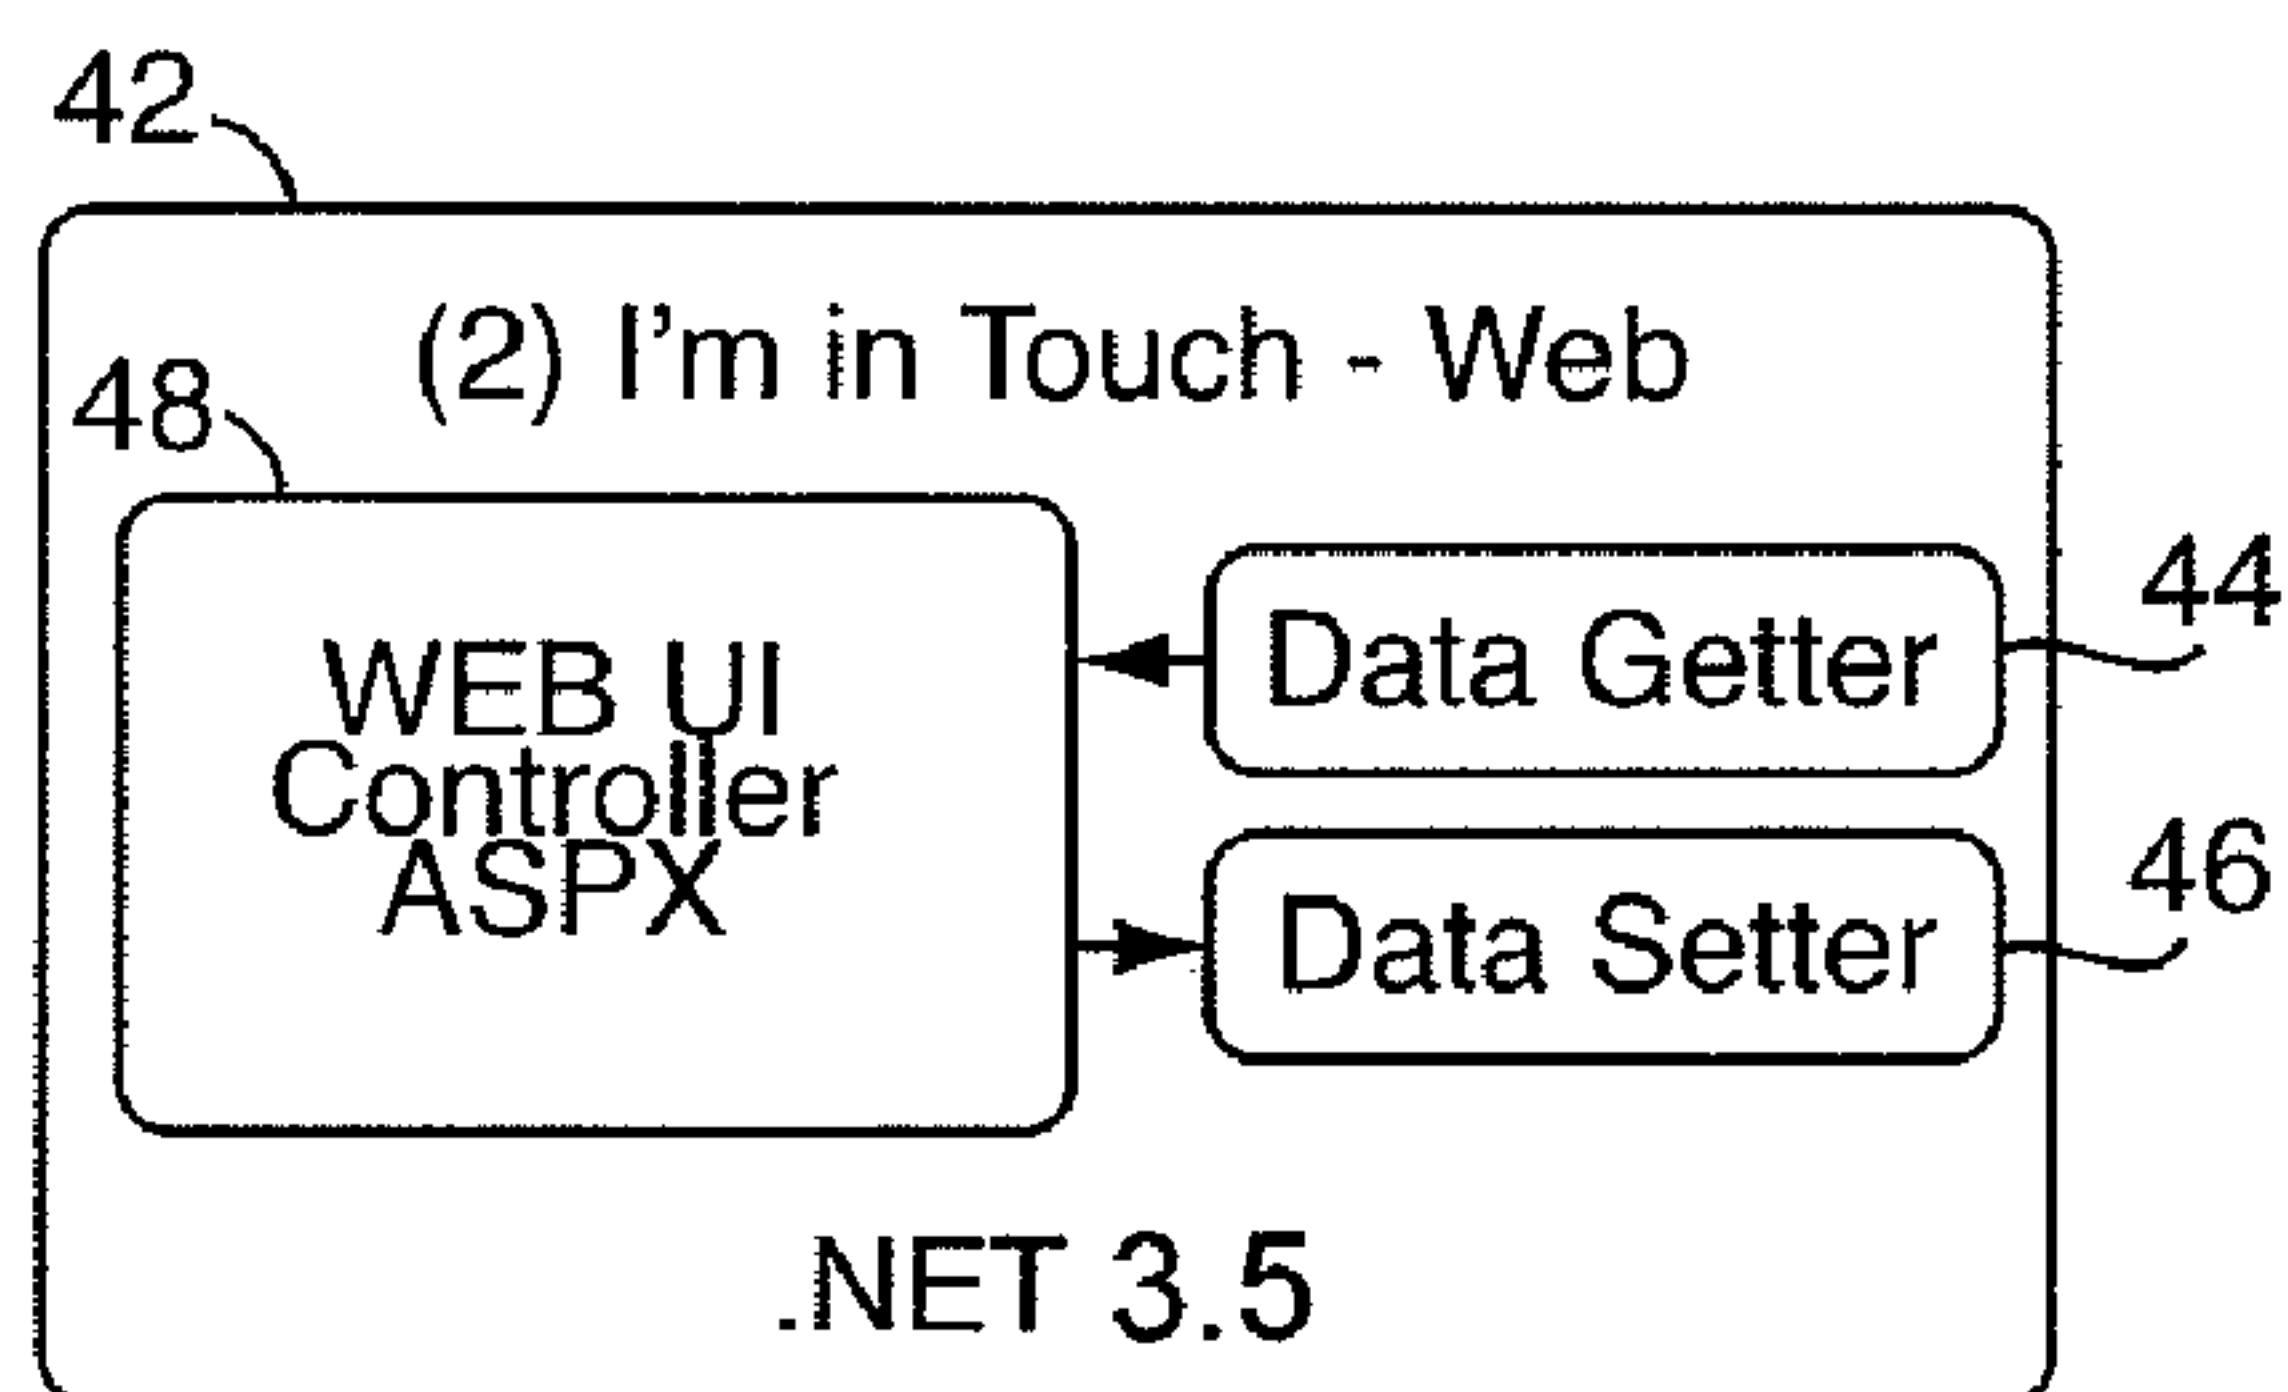 42
(2) I'm in Touch - Web
48
WEB UI
Controller
ASPX
Data Getter
44
Data Setter
46
.NET 3.5